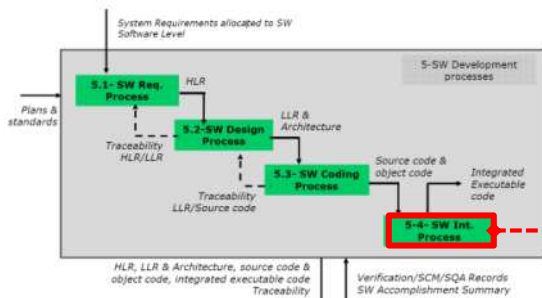 System Requirements allocated to SW
Software Level
5-SW Development
processes
5.1- SW Req.
Process
HLR
Plans &
standards
5.2-SW Design
Process
LLR &
Architecture
Traceability
HLR/LLR
5.3- SW Coding
Process
Source code &
object code
Integrated
Executable
code
Traceability
LLR/Source code
5-4- SW Int.
Process
HLR, LLR & Architecture, source code &
object code, integrated executable code
Traceability
Verification/SCM/SQA Records
SW Accomplishment Summary